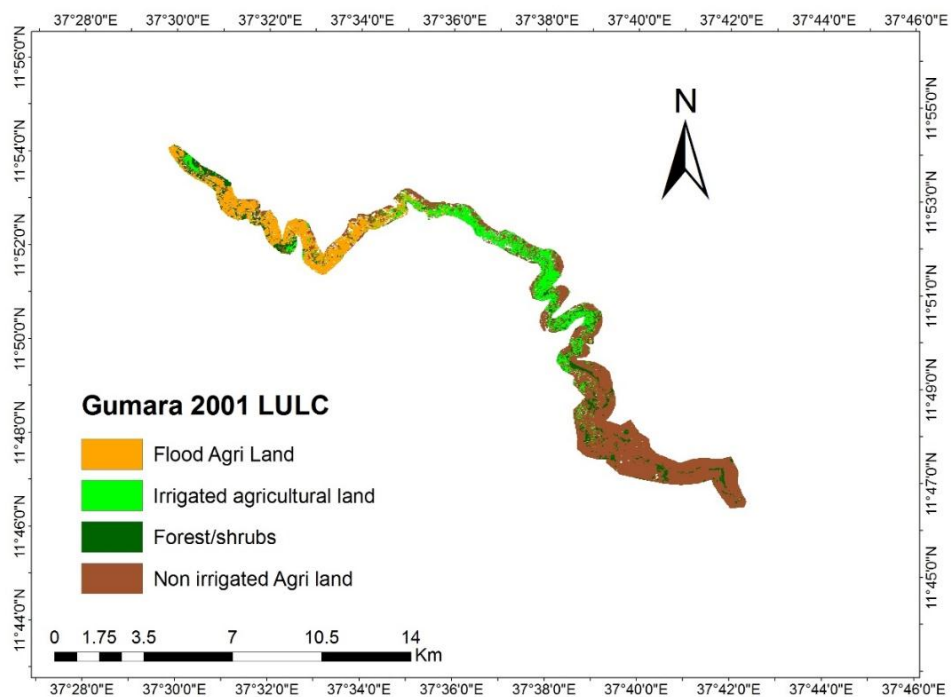 37°28'0"E 37°30'0"E 37°32'0"E 37°34'0"E 37°36'0"E 37°38'0"E 37°40'0"E 37°42'0"E 37°44'0"E 37°46'0"E
11°56'0"N
11°54'0"N
11°52'0"N
11°50'0"N
11°48'0"N
11°46'0"N
11°44'0"N
N
11°55'0"N
11°53'0"N
11°51'0"N
11°49'0"N
11°47'0"N
11°45'0"N
Gumara 2001 LULC
Flood Agri Land
Irrigated agricultural land
Forest/shrubs
Non irrigated Agri land
0 1.75 3.5 7 10.5 14
Km
37°28'0"E 37°30'0"E 37°32'0"E 37°34'0"E 37°36'0"E 37°38'0"E 37°40'0"E 37°42'0"E 37°44'0"E